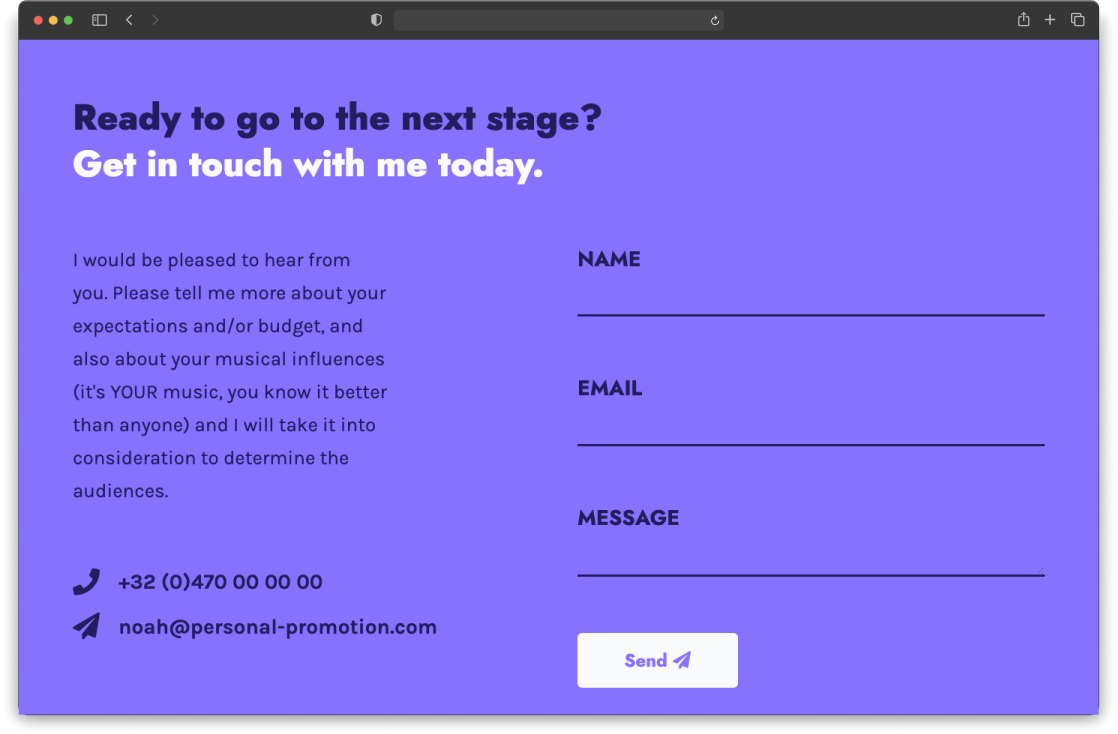 Ready to go to the next stage?
Get in touch with me today.
I would be pleased to hear from
you. Please tell me more about your
expectations and/or budget, and
also about your musical influences
(it's YOUR music, you know it better
than anyone) and I will take it into
consideration to determine the
audiences.
+32 (0)470 00 00 00
noah@personal-promotion.com
NAME
EMAIL
MESSAGE
Send